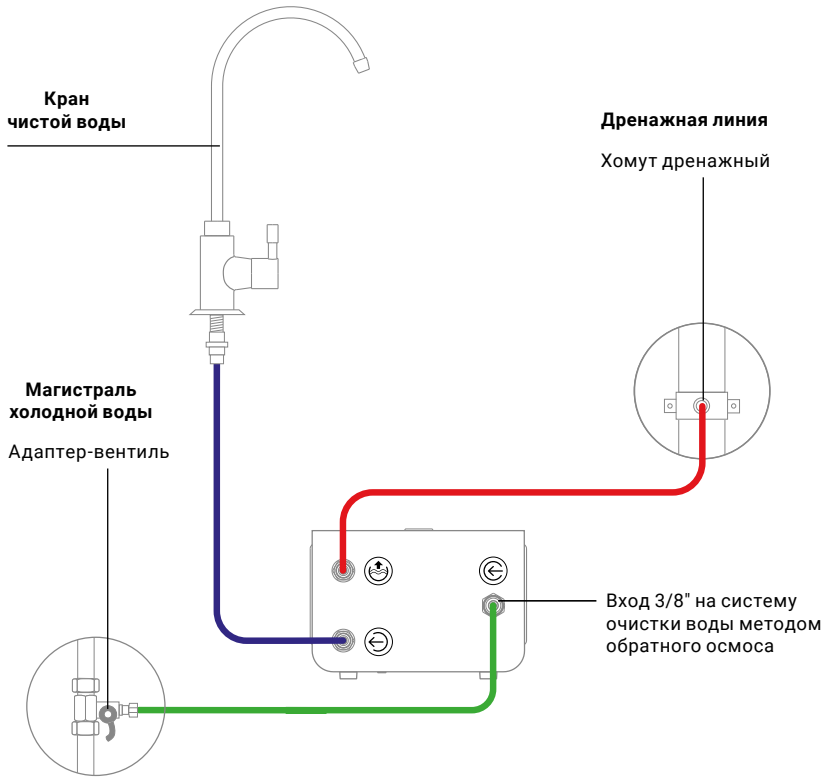 Кран
чистой воды
Дренажная линия
Хомут дренажный
Магистраль
холодной воды
Адаптер-вентиль
Вход 3/8" на систему
очистки воды методом
обратного осмоса